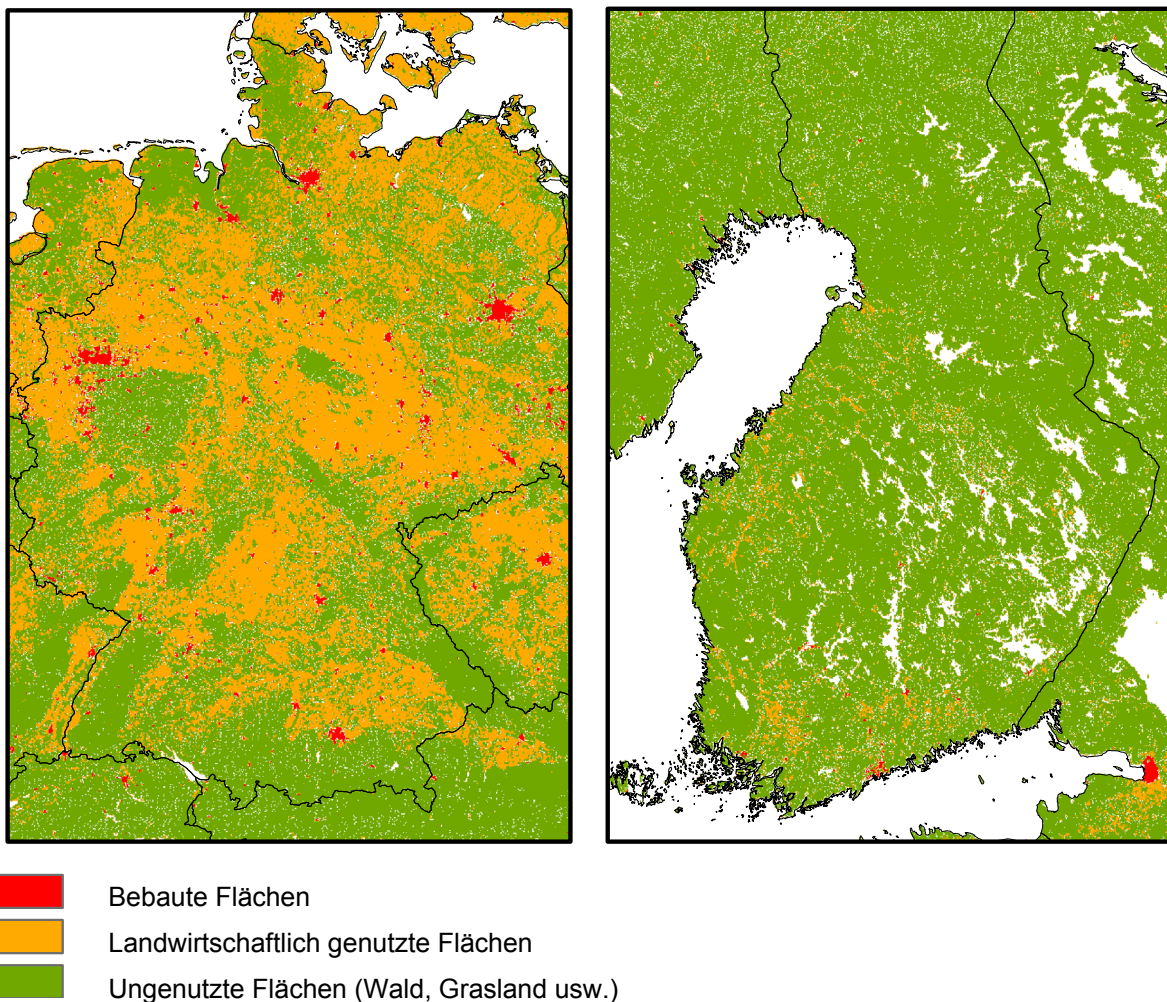 Bebaute Flächen
Landwirtschaftlich genutzte Flächen
Ungenutzte Flächen (Wald, Grasland usw.)